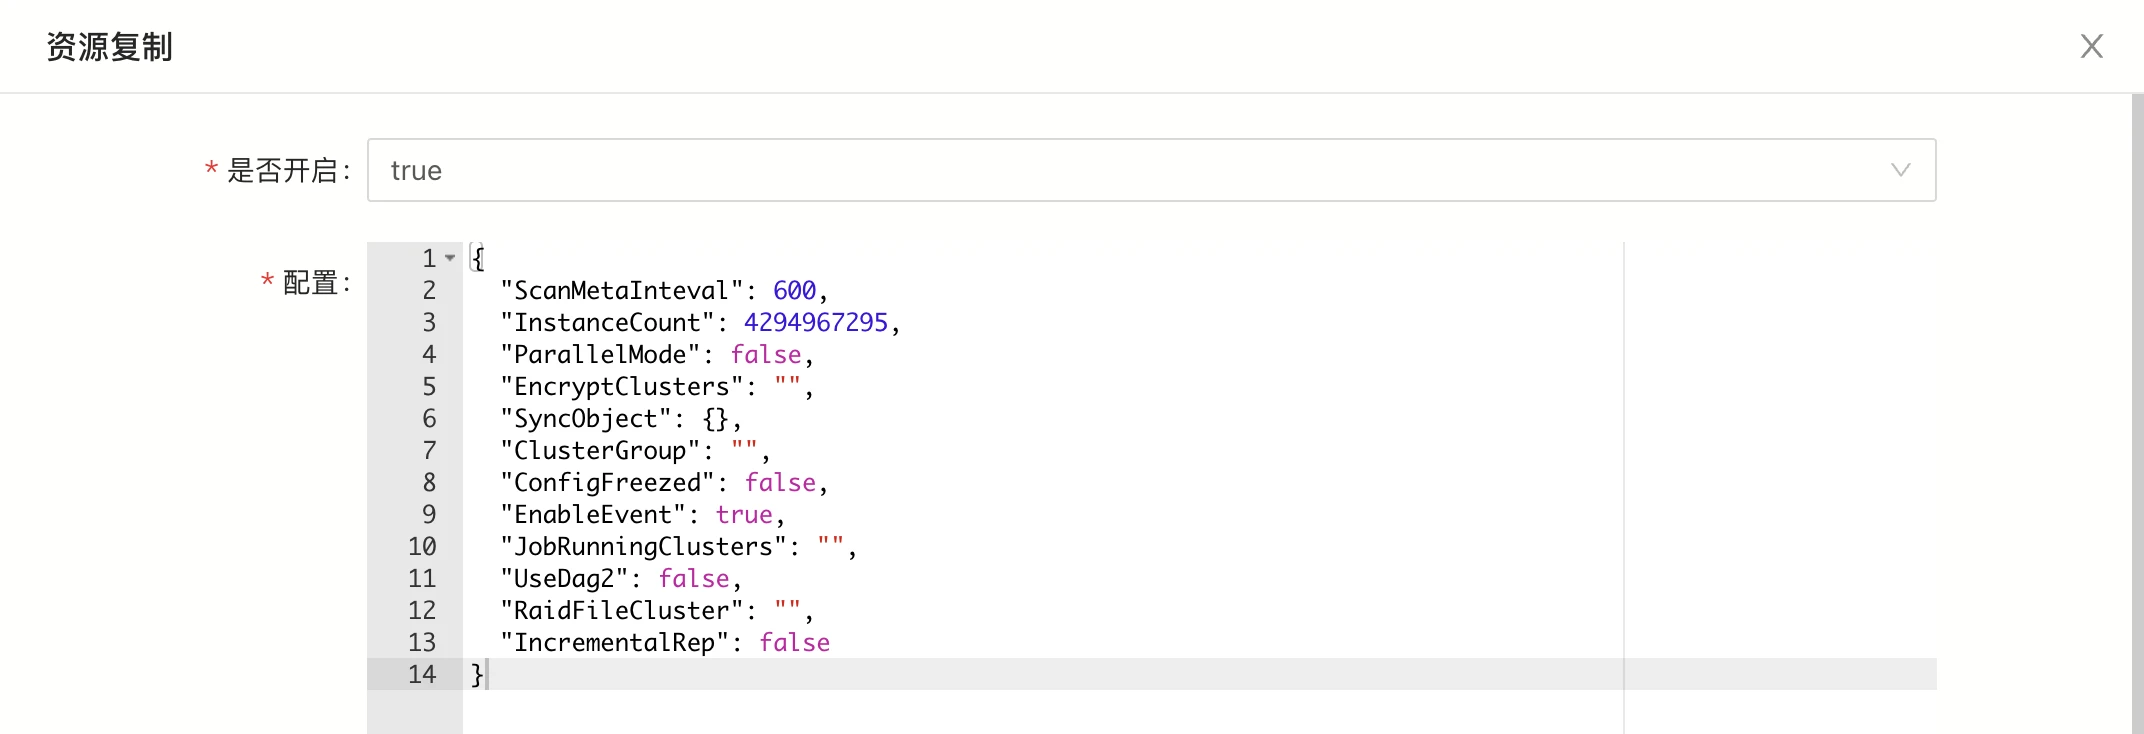 资源复制
* 是否开启: true
* 配置:
1 {
2 "ScanMetaInteval": 600,
3 "InstanceCount": 4294967295,
4 "ParallelMode": false,
5 "EncryptClusters": "",
6 "SyncObject": {},
7 "ClusterGroup": "",
8 "ConfigFreezed": false,
9 "EnableEvent": true,
10 "JobRunningClusters": "",
11 "UseDag2": false,
12 "RaidFileCluster": "",
13 "IncrementalRep": false
14 }